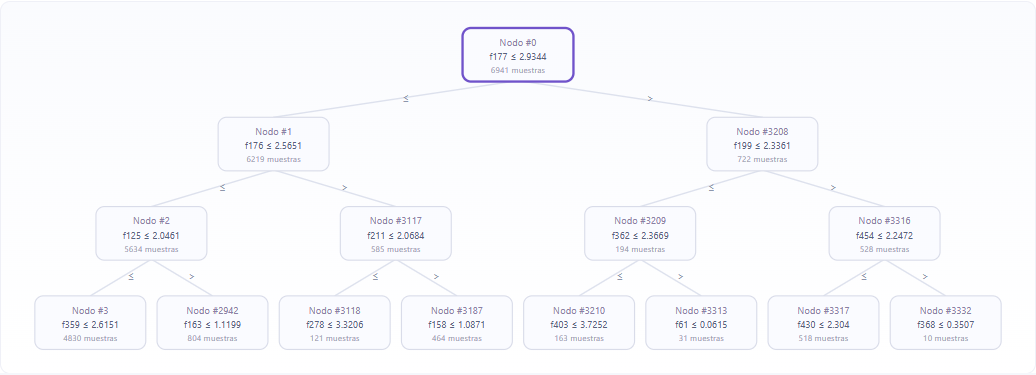 Nodo #0
f177 ≤ 2.9344
6941 muestras
≤
>
Nodo #1
f176 ≤ 2.5651
6219 muestras
Nodo #3208
f199 ≤ 2.3361
722 muestras
≤
>
≤
>
Nodo #2
f125 ≤ 2.0461
5634 muestras
Nodo #3117
f211 ≤ 2.0684
585 muestras
Nodo #3209
f362 ≤ 2.3669
194 muestras
Nodo #3316
f454 ≤ 2.2472
528 muestras
≤
>
≤
>
≤
>
≤
>
Nodo #3
f359 ≤ 2.6151
4830 muestras
Nodo #2942
f163 ≤ 1.1199
804 muestras
Nodo #3118
f278 ≤ 3.3206
121 muestras
Nodo #3187
f158 ≤ 1.0871
464 muestras
Nodo #3210
f403 ≤ 3.7252
163 muestras
Nodo #3313
f61 ≤ 0.0615
31 muestras
Nodo #3317
f430 ≤ 2.304
518 muestras
Nodo #3332
f368 ≤ 0.3507
10 muestras